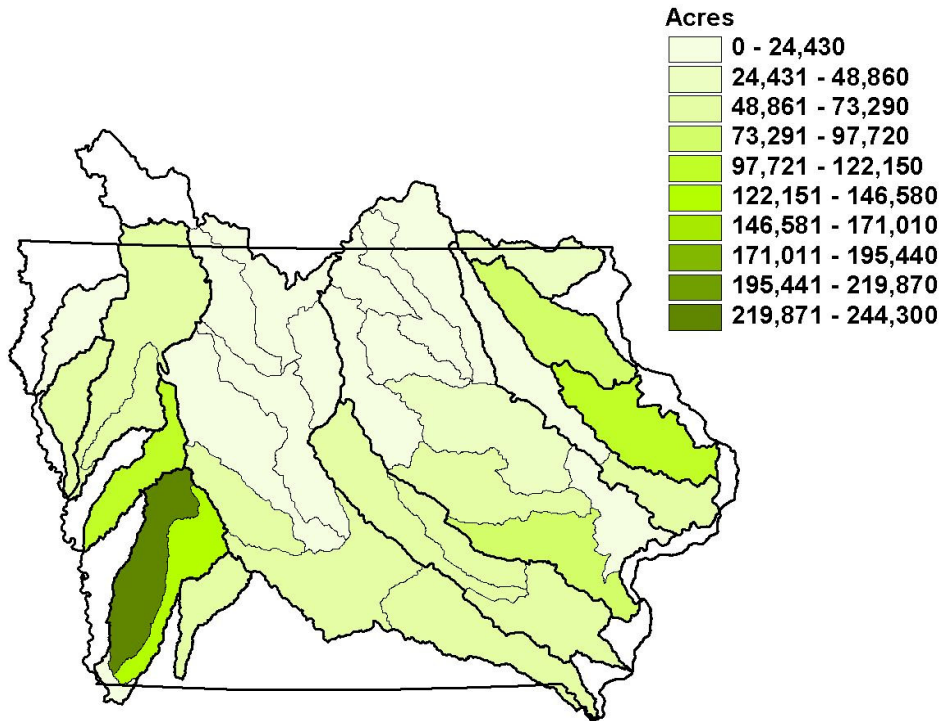 Acres
0 - 24,430
24,431 - 48,860
48,861 - 73,290
73,291 - 97,720
97,721 - 122,150
122,151 - 146,580
146,581 - 171,010
171,011 - 195,440
195,441 - 219,870
219,871 - 244,300